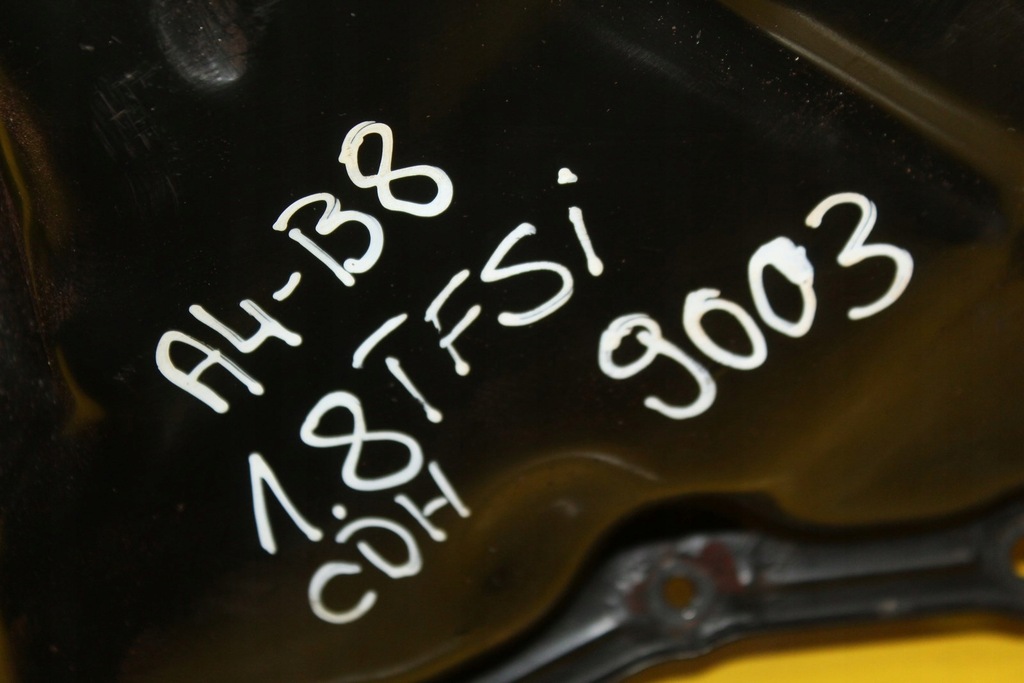 A4-B8
1.8TFSi
CDH
9003